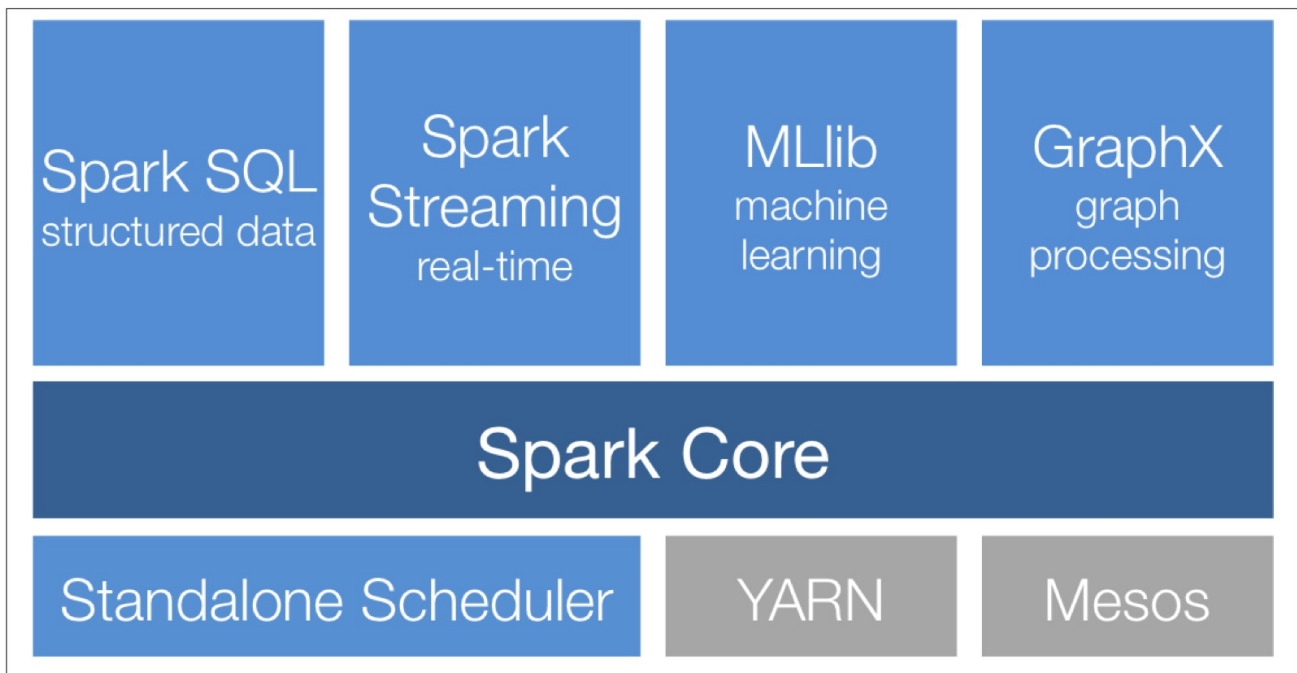 Spark SQL
structured data
Spark
Streaming
real-time
MLlib
machine
learning
GraphX
graph
processing
Spark Core
Standalone Scheduler
YARN
Mesos